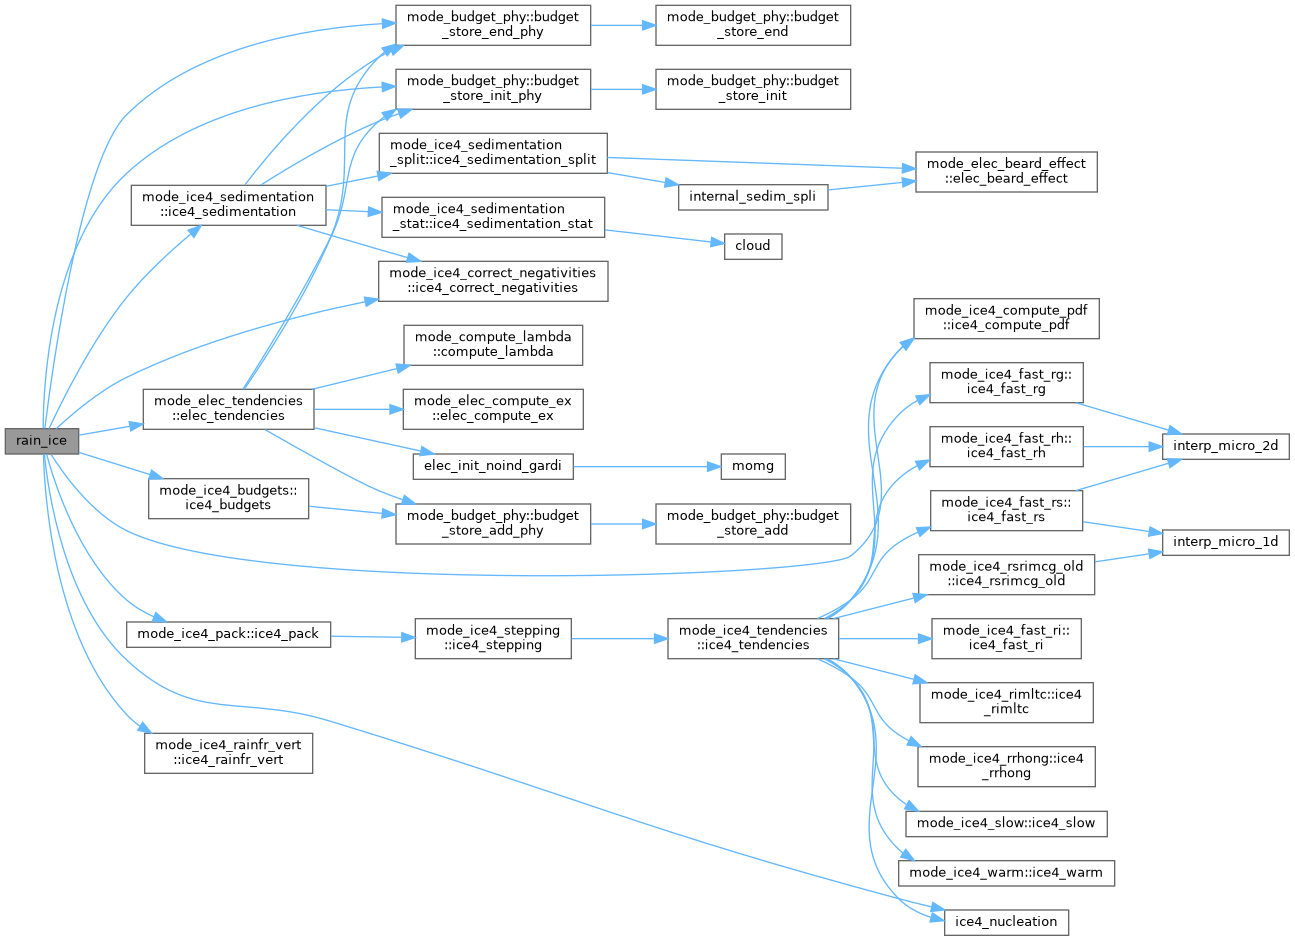 rain_ice
mode_ice4_sedimentation
::ice4_sedimentation
mode_elec_tendencies
::elec_tendencies
mode_ice4_budgets::
ice4_budgets
mode_ice4_pack::ice4_pack
mode_ice4_rainfr_vert
::ice4_rainfr_vert
mode_budget_phy::budget
_store_end_phy
mode_budget_phy::budget
_store_init_phy
mode_ice4_sedimentation
_split::ice4_sedimentation_split
mode_ice4_sedimentation
_stat::ice4_sedimentation_stat
mode_ice4_correct_negativities
::ice4_correct_negativities
mode_compute_lambda
::compute_lambda
mode_elec_compute_ex
::elec_compute_ex
elec_init_noind_gardi
mode_budget_phy::budget
_store_add_phy
mode_ice4_stepping
::ice4_stepping
mode_budget_phy::budget
_store_end
mode_budget_phy::budget
_store_init
internal_sedim_spli
cloud
momg
mode_budget_phy::budget
_store_add
mode_ice4_tendencies
::ice4_tendencies
mode_elec_beard_effect
::elec_beard_effect
mode_ice4_compute_pdf
::ice4_compute_pdf
mode_ice4_fast_rg::
ice4_fast_rg
mode_ice4_fast_rh::
ice4_fast_rh
mode_ice4_fast_rs::
ice4_fast_rs
mode_ice4_rsrimcg_old
::ice4_rsrimcg_old
mode_ice4_fast_ri::
ice4_fast_ri
mode_ice4_rimltc::ice4
_rimltc
mode_ice4_rrhong::ice4
_rrhong
mode_ice4_slow::ice4_slow
mode_ice4_warm::ice4_warm
ice4_nucleation
interp_micro_2d
interp_micro_1d